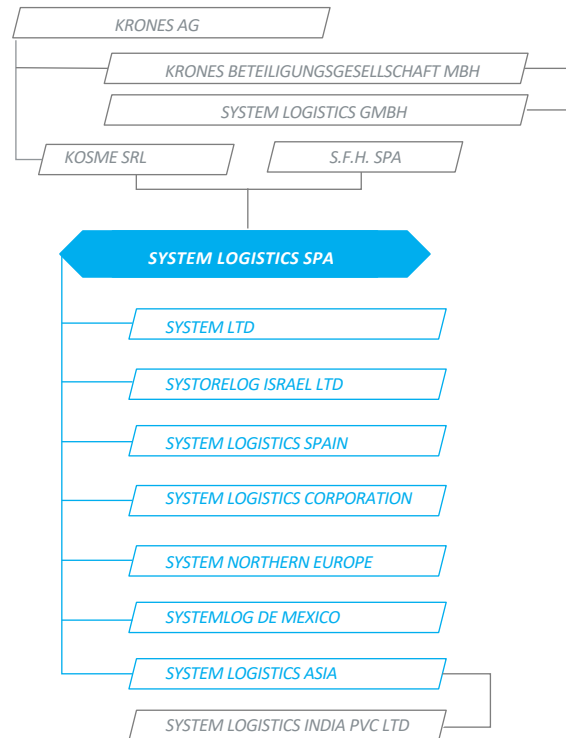 KRONES AG
KRONES BETEILIGUNGSGESELLSCHAFT MBH
SYSTEM LOGISTICS GMBH
KOSME SRL
S.F.H. SPA
SYSTEM LOGISTICS SPA
SYSTEM LTD
SYSTORELOG ISRAEL LTD
SYSTEM LOGISTICS SPAIN
SYSTEM LOGISTICS CORPORATION
SYSTEM NORTHERN EUROPE
SYSTEMLOG DE MEXICO
SYSTEM LOGISTICS ASIA
SYSTEM LOGISTICS INDIA PVC LTD